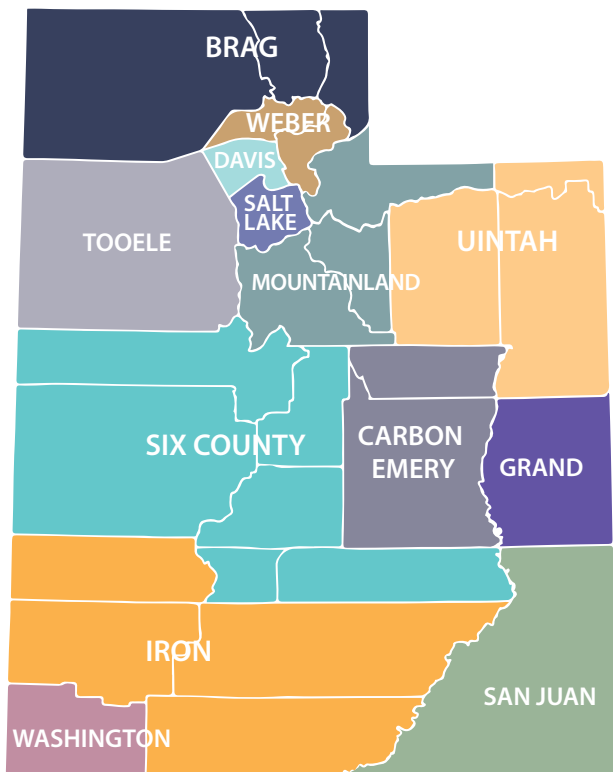 BRAG
WEBER
DAVIS
SALT
LAKE
TOOELE
UINTAH
MOUNTAINLAND
SIX COUNTY
CARBON
EMERY
GRAND
IRON
SAN JUAN
WASHINGTON